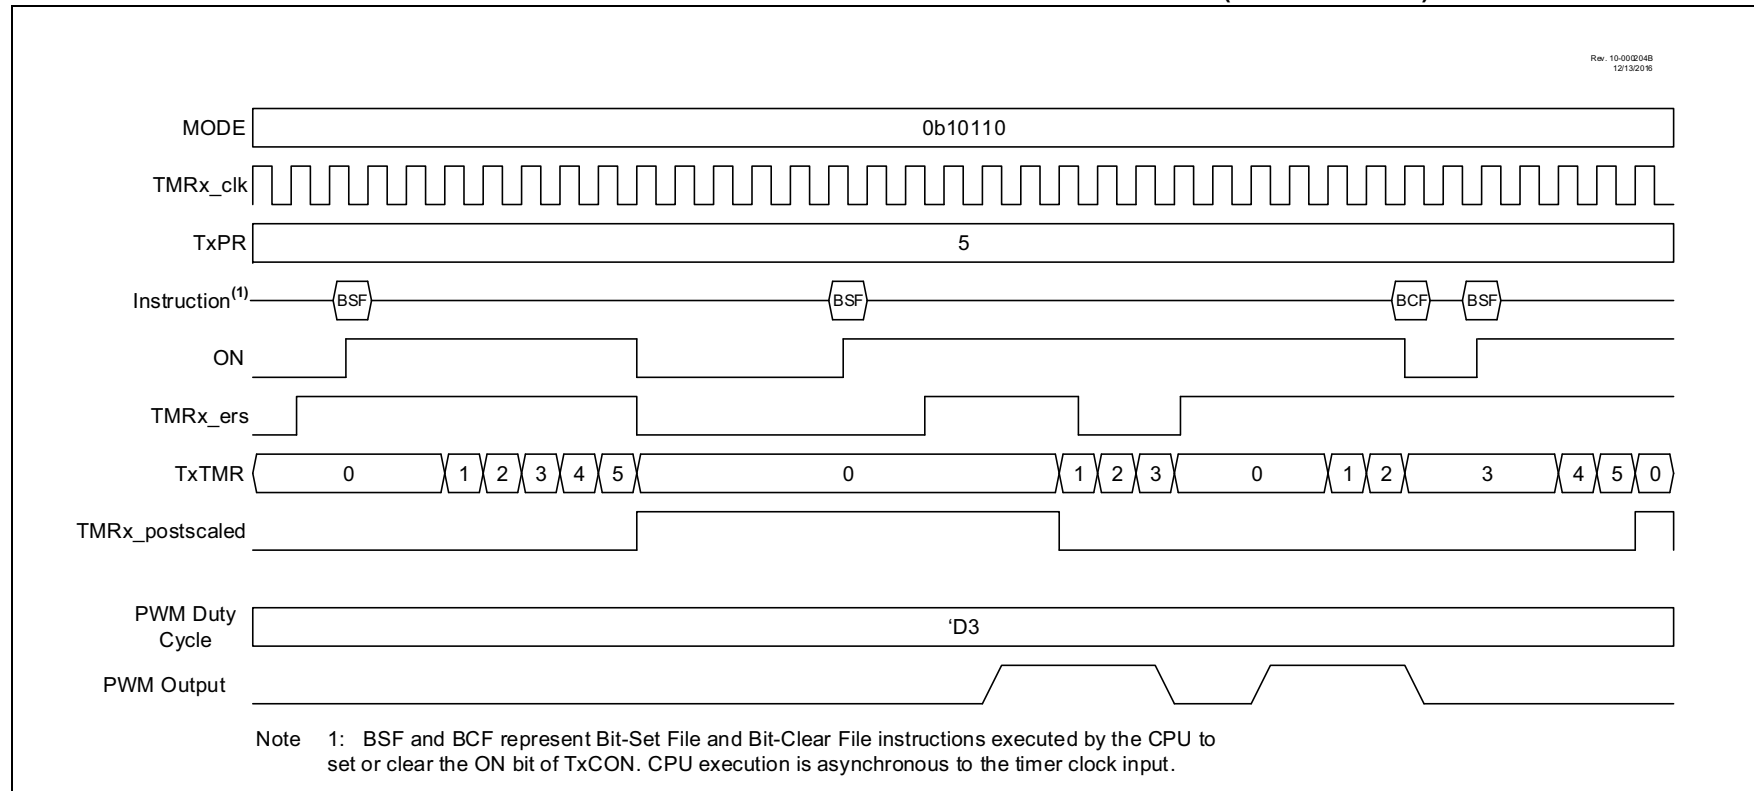 Rev. 10-000204B
12/13/2016
MODE 0b10110
TMRx_clk
TxPR 5
Instruction(1) BSF BSF BCF BSF
ON
TMRx_ers
TxTMR 0 1 2 3 4 5 0 1 2 3 0 1 2 3 4 5 0
TMRx_postscaled
PWM Duty
Cycle
‘D3
PWM Output
Note 1: BSF and BCF represent Bit-Set File and Bit-Clear File instructions executed by the CPU to
set or clear the ON bit of TxCON. CPU execution is asynchronous to the timer clock input.